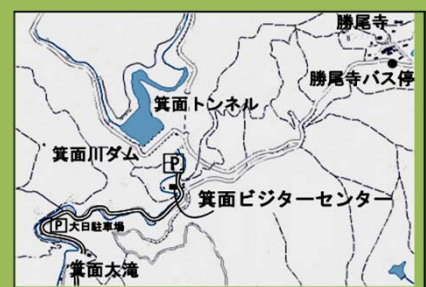 勝尾寺
勝尾寺バス停
箕面トンネル
箕面川ダム
P
箕面ビジターセンター
P 大日駐車場
箕面大滝